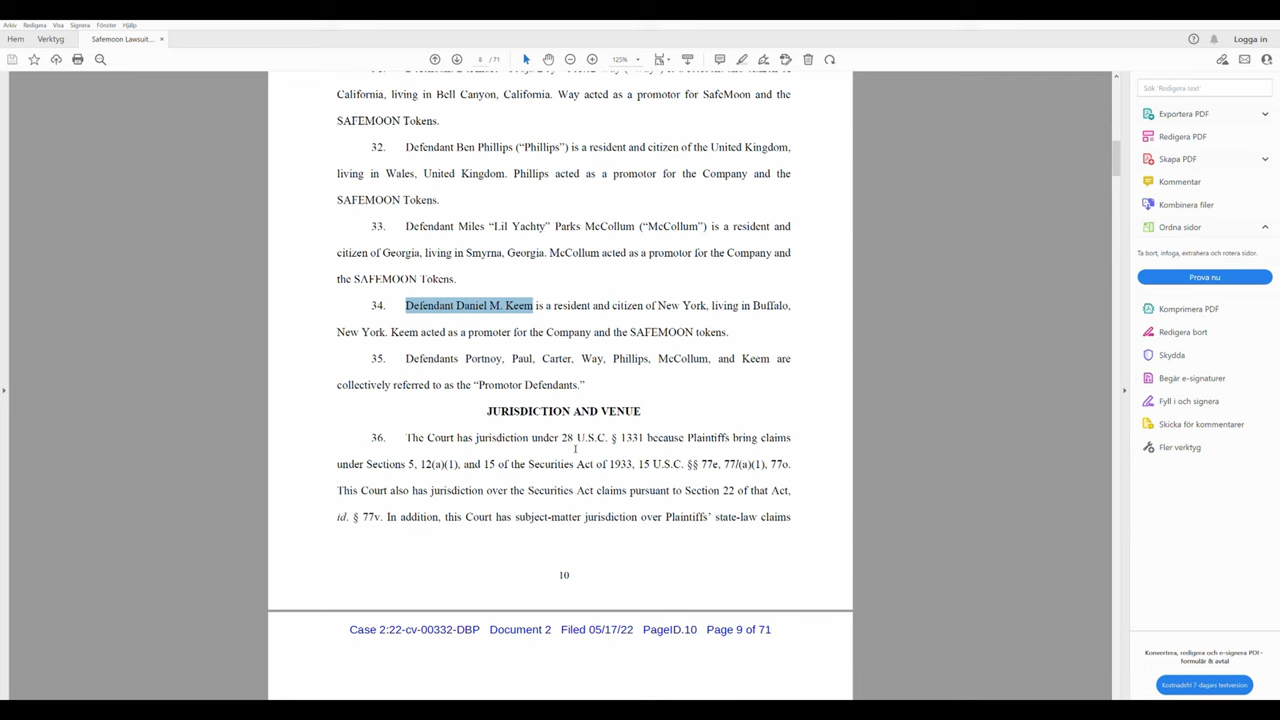 Arkiv Redigera Visa Signera Fönster Hjälp
Hem Verktyg Safemoon Lawsuit... × Logga in
8 / 71 125%
California, living in Bell Canyon, California. Way acted as a promotor for SafeMoon and the
SAFEMOON Tokens.
32. Defendant Ben Phillips (“Phillips”) is a resident and citizen of the United Kingdom,
living in Wales, United Kingdom. Phillips acted as a promotor for the Company and the
SAFEMOON Tokens.
33. Defendant Miles “Lil Yachty” Parks McCollum (“McCollum”) is a resident and
citizen of Georgia, living in Smyrna, Georgia. McCollum acted as a promotor for the Company and
the SAFEMOON Tokens.
34. Defendant Daniel M. Keem is a resident and citizen of New York, living in Buffalo,
New York. Keem acted as a promoter for the Company and the SAFEMOON tokens.
35. Defendants Portnoy, Paul, Carter, Way, Phillips, McCollum, and Keem are
collectively referred to as the “Promotor Defendants.”
JURISDICTION AND VENUE
36. The Court has jurisdiction under 28 U.S.C. § 1331 because Plaintiffs bring claims
under Sections 5, 12(a)(1), and 15 of the Securities Act of 1933, 15 U.S.C. §§ 77e, 77l(a)(1), 77o.
This Court also has jurisdiction over the Securities Act claims pursuant to Section 22 of that Act,
id. § 77v. In addition, this Court has subject-matter jurisdiction over Plaintiffs’ state-law claims
10
Case 2:22-cv-00332-DBP Document 2 Filed 05/17/22 PageID.10 Page 9 of 71
Sök 'Redigera text'
Exportera PDF
Redigera PDF
Skapa PDF
Kommentar
Kombinera filer
Ordna sidor
Ta bort, infoga, extrahera och rotera sidor.
Prova nu
Komprimera PDF
Redigera bort
Skydda
Begär e-signaturer
Fyll i och signera
Skicka för kommentarer
Fler verktyg
Konvertera, redigera och e-signera PDF-
formulär & avtal
Kostnadsfri 7-dagars testversion